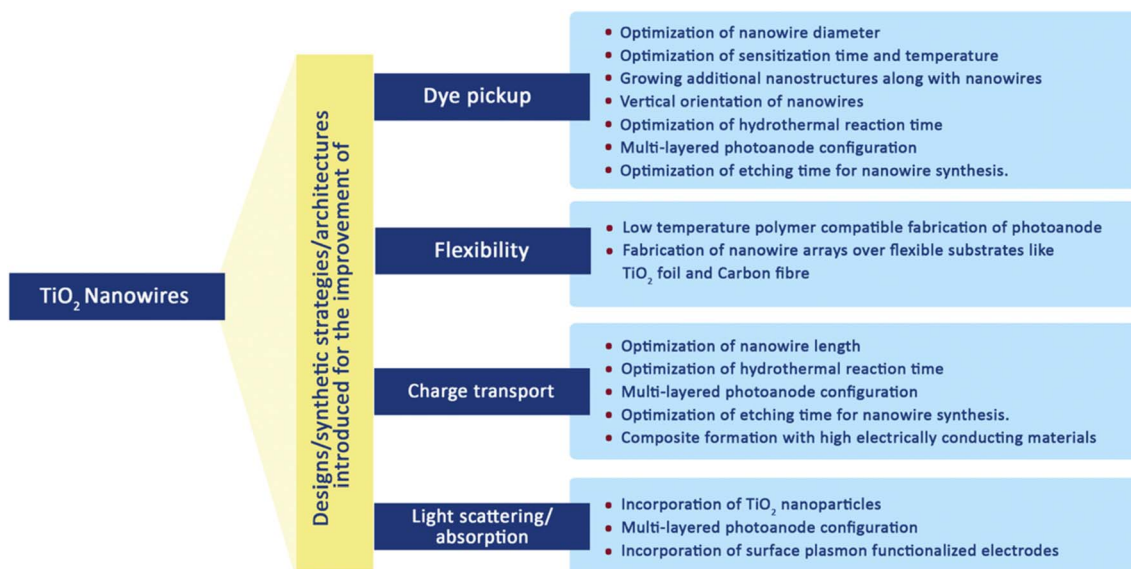 TiO₂ Nanowires
Designs/synthetic strategies/architectures
introduced for the improvement of
Dye pickup
• Optimization of nanowire diameter
• Optimization of sensitization time and temperature
• Growing additional nanostructures along with nanowires
• Vertical orientation of nanowires
• Optimization of hydrothermal reaction time
• Multi-layered photoanode configuration
• Optimization of etching time for nanowire synthesis.
Flexibility
• Low temperature polymer compatible fabrication of photoanode
• Fabrication of nanowire arrays over flexible substrates like
TiO₂ foil and Carbon fibre
Charge transport
• Optimization of nanowire length
• Optimization of hydrothermal reaction time
• Multi-layered photoanode configuration
• Optimization of etching time for nanowire synthesis.
• Composite formation with high electrically conducting materials
Light scattering/
absorption
• Incorporation of TiO₂ nanoparticles
• Multi-layered photoanode configuration
• Incorporation of surface plasmon functionalized electrodes